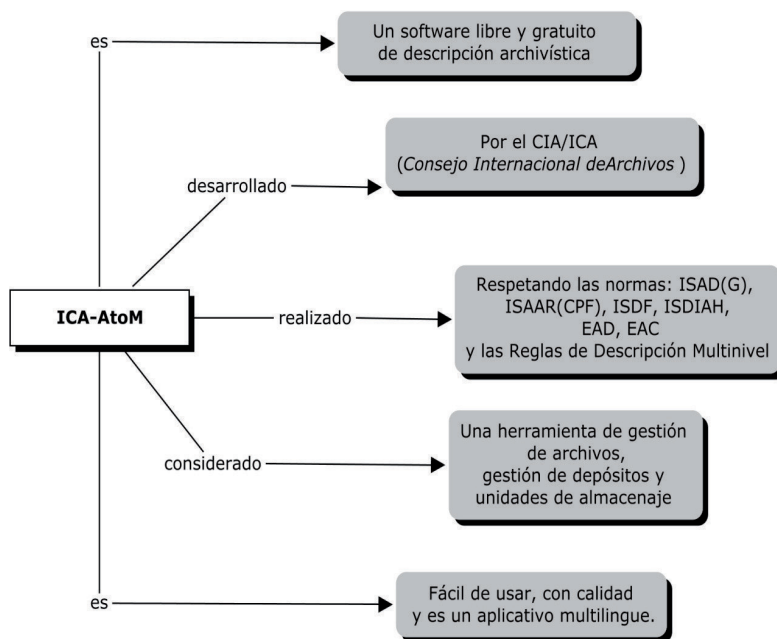 es
Un software libre y gratuito
de descripción archivística
desarrollado
Por el CIA/ICA
(Consejo Internacional deArchivos )
ICA-AtoM
realizado
Respetando las normas: ISAD(G),
ISAAR(CPF), ISDF, ISDIAH,
EAD, EAC
y las Reglas de Descripción Multinivel
considerado
Una herramienta de gestión
de archivos,
gestión de depósitos y
unidades de almacenaje
es
Fácil de usar, con calidad
y es un aplicativo multilingue.